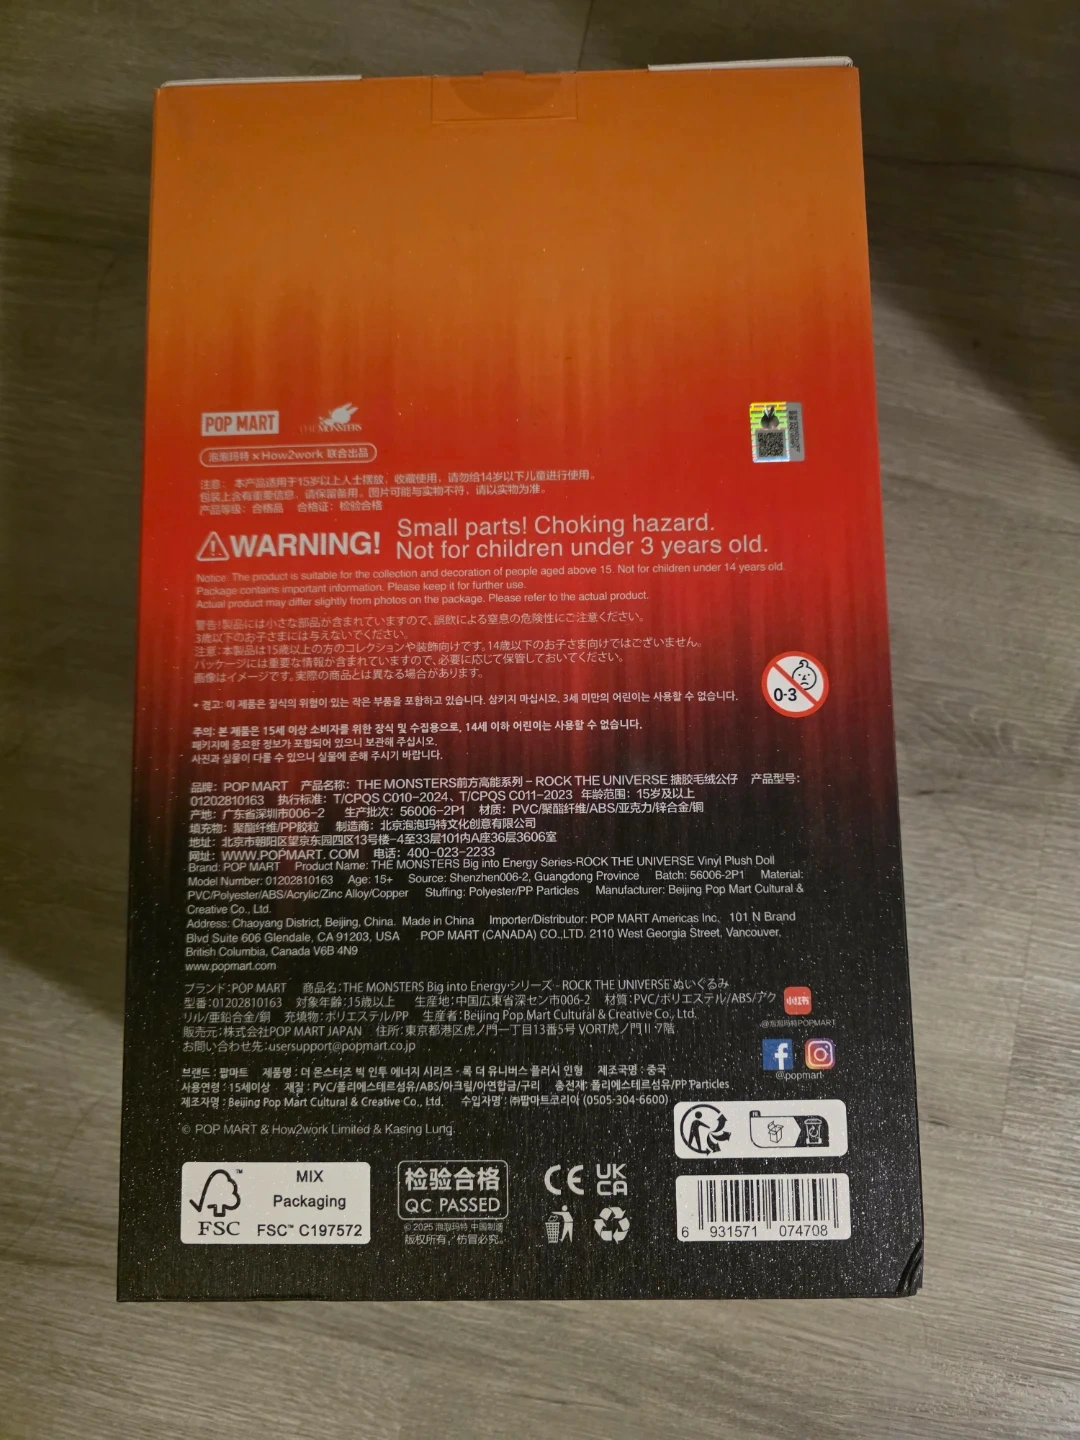 POP MART
THE MONSTERS
泡泡玛特 x How2work 联合出品
注意: 本产品适用于15岁以上人士摆放、收藏使用, 请勿给14岁以下儿童进行使用。
包装上含有重要信息, 请保留备用。图片可能与实物不符, 请以实物为准。
产品等级: 合格品 合格证: 检验合格
WARNING! Small parts! Choking hazard.
Not for children under 3 years old.
Notice: The product is suitable for the collection and decoration of people aged above 15. Not for children under 14 years old.
Package contains important information. Please keep it for further use.
Actual product may differ slightly from photos on the package. Please refer to the actual product.
警告!製品には小さな部品が含まれていますので、誤飲による窒息の危険性にご注意ください。
3歳以下のお子さまには与えないでください。
注意:本製品は15歳以上の方のコレクションや装飾向けです。14歳以下のお子さま向けではございません。
パッケージには重要な情報が含まれていますので、必要に応じて保管しておいてください。
画像はイメージです。実際の商品とは異なる場合があります。
0-3
* 경고: 이 제품은 질식의 위험이 있는 작은 부품을 포함하고 있습니다. 삼키지 마십시오. 3세 미만의 어린이는 사용할 수 없습니다.
주의: 본 제품은 15세 이상 소비자를 위한 장식 및 수집용으로, 14세 이하 어린이는 사용할 수 없습니다.
패키지에 중요한 정보가 포함되어 있으니 보관해 주십시오.
사진과 실물이 다를 수 있으니 실물에 준해 주시기 바랍니다.
品牌: POP MART 产品名称: THE MONSTERS前方高能系列 – ROCK THE UNIVERSE 搪胶毛绒公仔 产品型号:
01202810163 执行标准: T/CPQS C010-2024、T/CPQS C011-2023 年龄范围: 15岁及以上
产地: 广东省深圳市006-2 生产批次: 56006-2P1 材质: PVC/聚酯纤维/ABS/亚克力/锌合金/铜
填充物: 聚酯纤维/PP胶粒 制造商: 北京泡泡玛特文化创意有限公司
地址: 北京市朝阳区望京东园四区13号楼-4至33层101内A座36层3606室
网址: WWW.POPMART.COM 电话: 400-023-2233
Brand: POP MART Product Name: THE MONSTERS Big into Energy Series-ROCK THE UNIVERSE Vinyl Plush Doll
Model Number: 01202810163 Age: 15+ Source: Shenzhen006-2, Guangdong Province Batch: 56006-2P1 Material:
PVC/Polyester/ABS/Acrylic/Zinc Alloy/Copper Stuffing: Polyester/PP Particles Manufacturer: Beijing Pop Mart Cultural &
Creative Co., Ltd.
Address: Chaoyang District, Beijing, China. Made in China Importer/Distributor: POP MART Americas Inc. 101 N Brand
Blvd Suite 606 Glendale, CA 91203, USA POP MART (CANADA) CO.,LTD. 2110 West Georgia Street, Vancouver,
British Columbia, Canada V6B 4N9
www.popmart.com
ブランド:POP MART 商品名:THE MONSTERS Big into Energy·シリーズ - ROCK THE UNIVERSE ぬいぐるみ
型番:01202810163 対象年齢:15歳以上 生産地:中国広東省深セン市006-2 材質:PVC/ポリエステル/ABS/アク
リル/亜鉛合金/銅 充填物:ポリエステル/PP 生産者:Beijing Pop Mart Cultural & Creative Co., Ltd.
販売元:株式会社POP MART JAPAN 住所:東京都港区虎ノ門一丁目13番5号 VORT虎ノ門 II 7階
お問い合わせ先:usersupport@popmart.co.jp
小红书
@泡泡玛特POPMART
@popmart
브랜드 : 팝마트 제품명 : 더 몬스터즈 빅 인투 에너지 시리즈 - 록 더 유니버스 플러시 인형 제조국명 : 중국
사용연령 : 15세이상 재질 : PVC/폴리에스테르섬유/ABS/아크릴/아연합금/구리 충전재: 폴리에스테르섬유/PP Particles
제조자명 : Beijing Pop Mart Cultural & Creative Co., Ltd. 수입자명 : ㈜팝마트코리아 (0505-304-6600)
© POP MART & How2work Limited & Kasing Lung.
FSC™
MIX
Packaging
FSC™ C197572
检验合格
QC PASSED
© 2025 泡泡玛特 中国制造
版权所有, 仿冒必究。
CE
UK
CA
FR
6 931571 074708